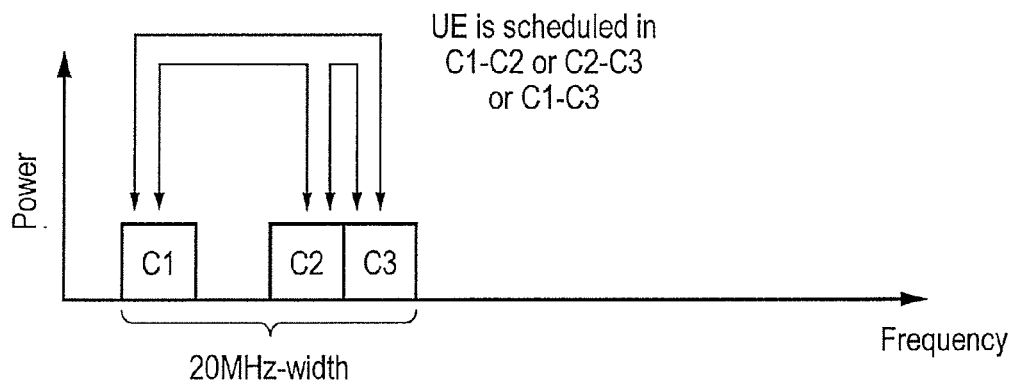 UE is scheduled in
C1-C2 or C2-C3
or C1-C3
Power
C1
C2
C3
20MHz-width
Frequency